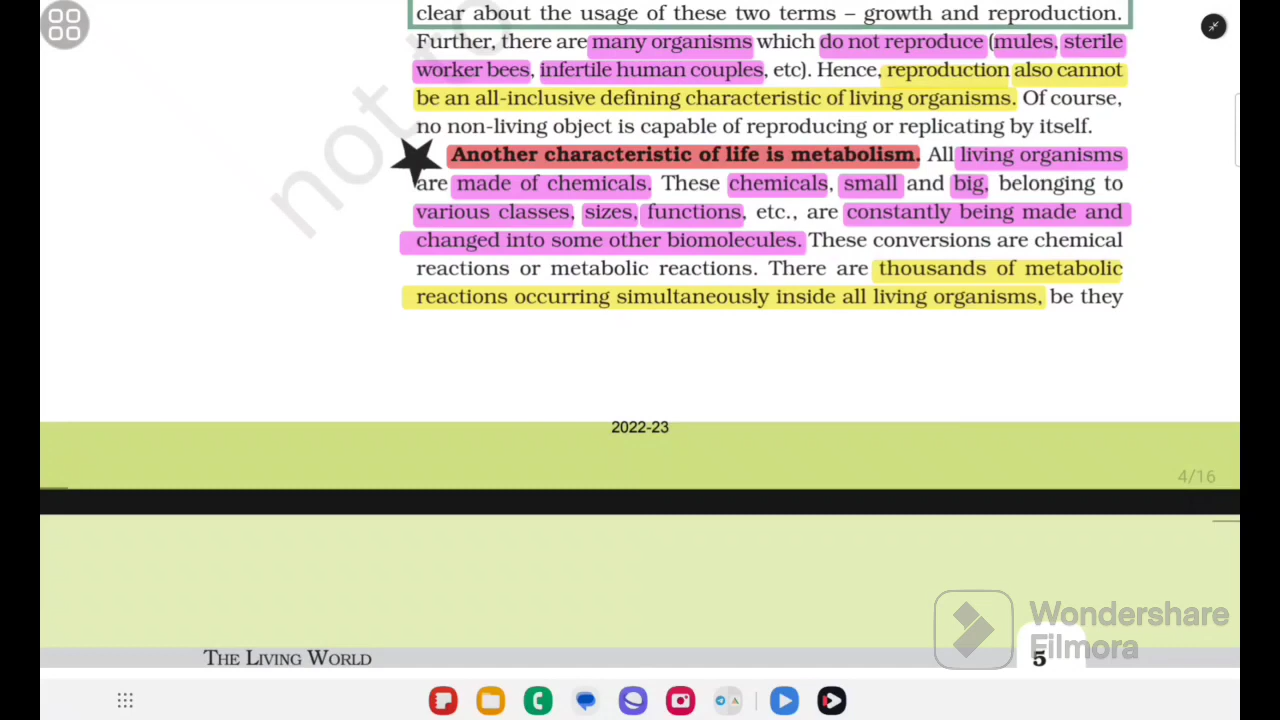 clear about the usage of these two terms – growth and reproduction.
Further, there are many organisms which do not reproduce (mules, sterile
worker bees, infertile human couples, etc). Hence, reproduction also cannot
be an all-inclusive defining characteristic of living organisms. Of course,
no non-living object is capable of reproducing or replicating by itself.
Another characteristic of life is metabolism. All living organisms
are made of chemicals. These chemicals, small and big, belonging to
various classes, sizes, functions, etc., are constantly being made and
changed into some other biomolecules. These conversions are chemical
reactions or metabolic reactions. There are thousands of metabolic
reactions occurring simultaneously inside all living organisms, be they
not
2022-23
4/16
Wondershare
Filmora
THE LIVING WORLD
5